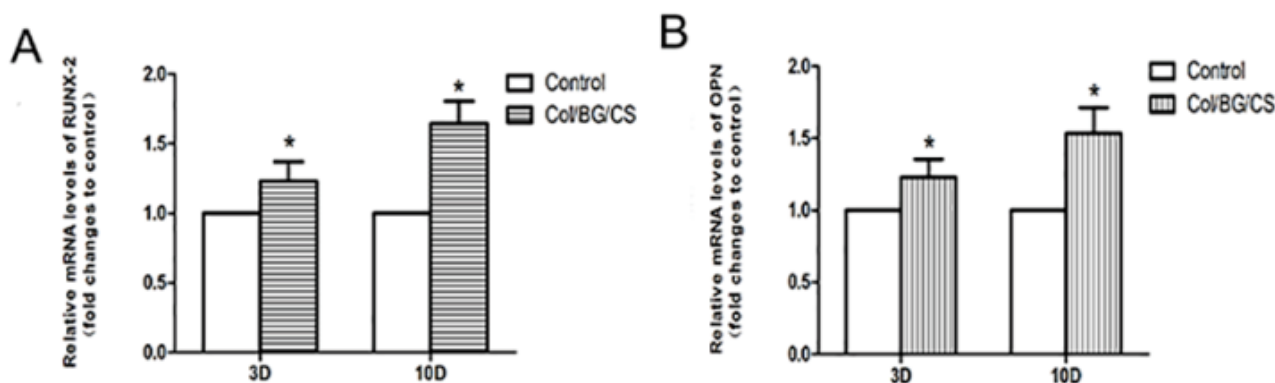 A
Relative mRNA levels of RUNX-2
(fold changes to control)
2.0
1.5
1.0
0.5
0.0
*
*
3D
10D
Control
Col/BG/CS
B
Relative mRNA levels of OPN
(fold changes to control)
2.0
1.5
1.0
0.5
0.0
*
*
3D
10D
Control
Col/BG/CS